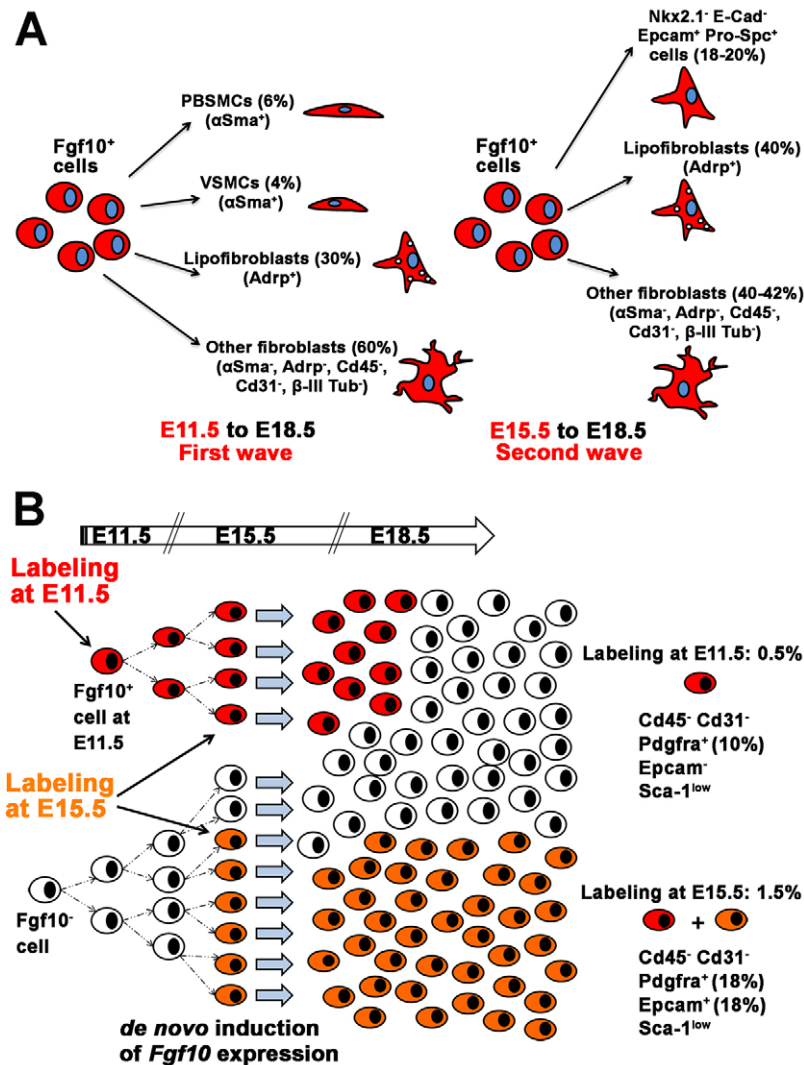 A
Fgf10⁺
cells
PBSMCs (6%)
(αSma⁺)
VSMCs (4%)
(αSma⁺)
Lipofibroblasts (30%)
(Adrp⁺)
Other fibroblasts (60%)
(αSma⁻, Adrp⁻, Cd45⁻,
Cd31⁻, β-III Tub⁻)
E11.5 to E18.5
First wave
Fgf10⁺
cells
Nkx2.1⁻ E-Cad⁻
Epcam⁺ Pro-Spc⁺
cells (18-20%)
Lipofibroblasts (40%)
(Adrp⁺)
Other fibroblasts (40-42%)
(αSma⁻, Adrp⁻, Cd45⁻,
Cd31⁻, β-III Tub⁻)
E15.5 to E18.5
Second wave
B
E11.5
E15.5
E18.5
Labeling
at E11.5
Fgf10⁺
cell at
E11.5
Labeling
at E15.5
Fgf10⁻
cell
de novo induction
of Fgf10 expression
Labeling at E11.5: 0.5%
Cd45⁻ Cd31⁻
Pdgfra⁺ (10%)
Epcam⁻
Sca-1ˡᵒʷ
Labeling at E15.5: 1.5%
+
Cd45⁻ Cd31⁻
Pdgfra⁺ (18%)
Epcam⁺ (18%)
Sca-1ˡᵒʷ